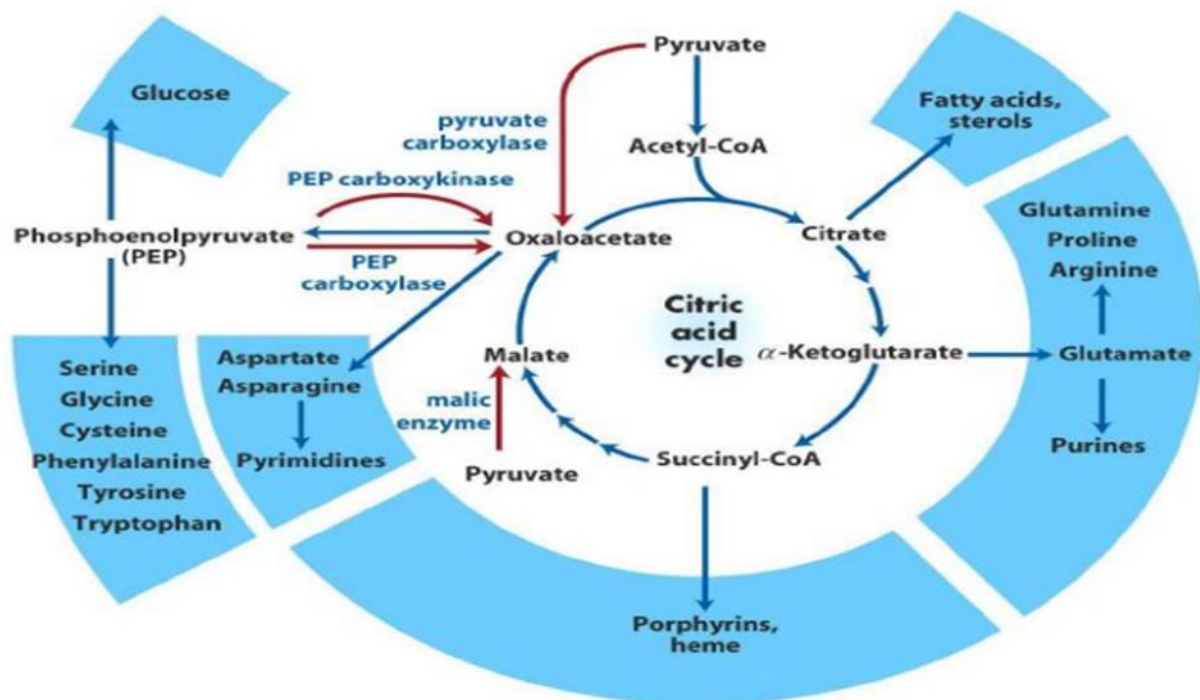 Pyruvate
Glucose
Fatty acids,
sterols
pyruvate
carboxylase
Acetyl-CoA
PEP carboxykinase
Phosphoenolpyruvate
(PEP)
Oxaloacetate
Citrate
PEP
carboxylase
Glutamine
Proline
Arginine
Citric
acid
cycle
Malate
α-Ketoglutarate
Glutamate
Purines
malic
enzyme
Pyruvate
Succinyl-CoA
Aspartate
Asparagine
Pyrimidines
Serine
Glycine
Cysteine
Phenylalanine
Tyrosine
Tryptophan
Porphyrins,
heme